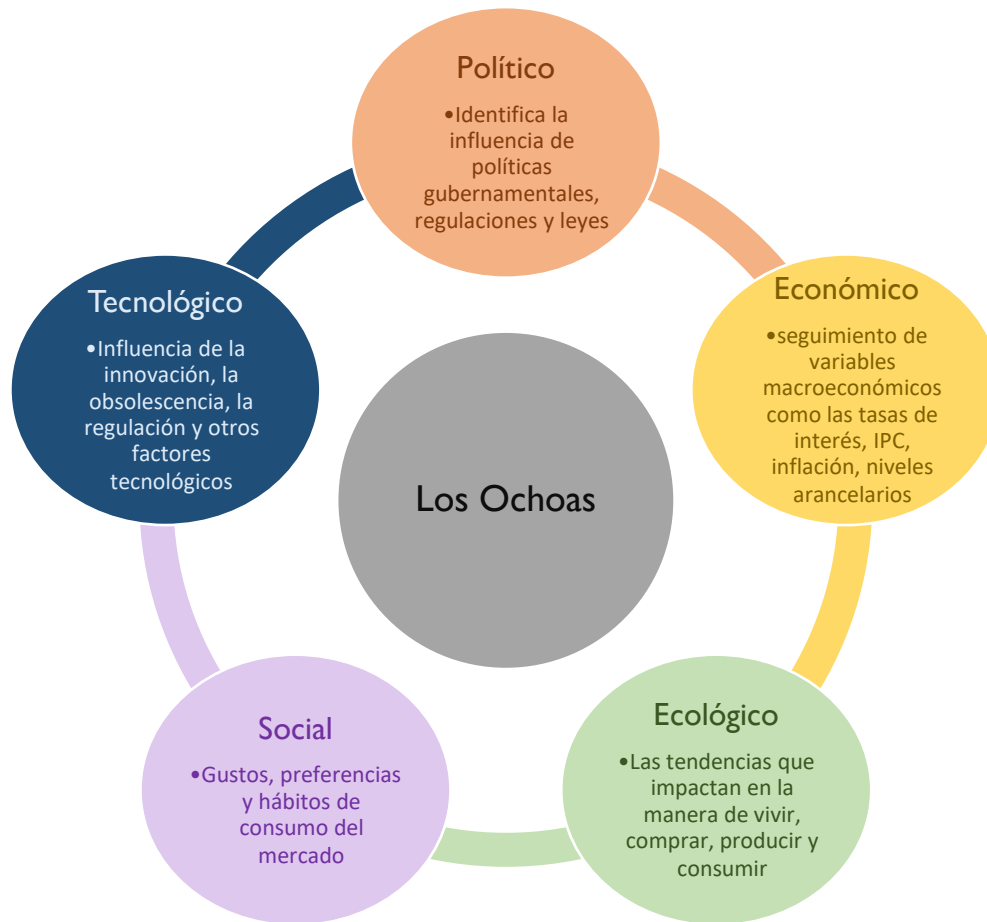 Político
•Identifica la
influencia de
políticas
gubernamentales,
regulaciones y leyes
Económico
•seguimiento de
variables
macroeconómicos
como las tasas de
interés, IPC,
inflación, niveles
arancelarios
Ecológico
•Las tendencias que
impactan en la
manera de vivir,
comprar, producir y
consumir
Social
•Gustos, preferencias
y hábitos de
consumo del
mercado
Tecnológico
•Influencia de la
innovación, la
obsolescencia, la
regulación y otros
factores
tecnológicos
Los Ochoas